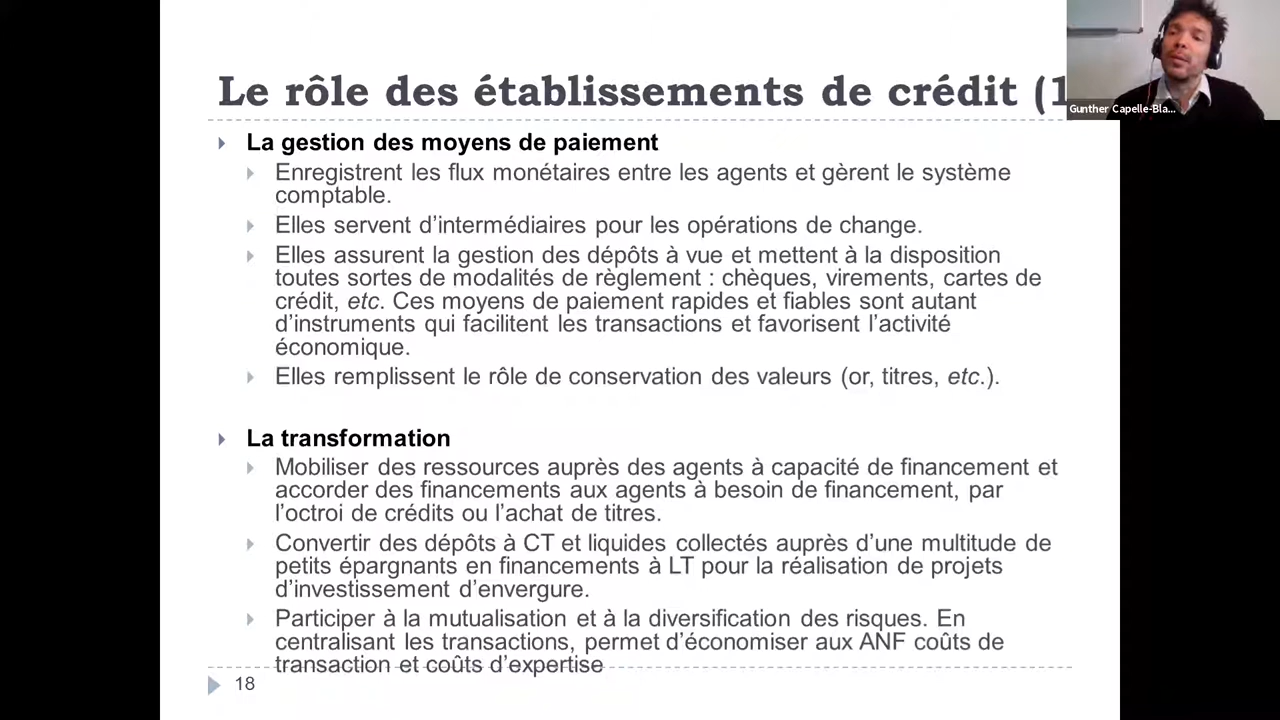 Le rôle des établissements de crédit (1
Gunther Capelle-Bla...
La gestion des moyens de paiement
Enregistrent les flux monétaires entre les agents et gèrent le système
comptable.
Elles servent d’intermédiaires pour les opérations de change.
Elles assurent la gestion des dépôts à vue et mettent à la disposition
toutes sortes de modalités de règlement : chèques, virements, cartes de
crédit, etc. Ces moyens de paiement rapides et fiables sont autant
d’instruments qui facilitent les transactions et favorisent l’activité
économique.
Elles remplissent le rôle de conservation des valeurs (or, titres, etc.).
La transformation
Mobiliser des ressources auprès des agents à capacité de financement et
accorder des financements aux agents à besoin de financement, par
l’octroi de crédits ou l’achat de titres.
Convertir des dépôts à CT et liquides collectés auprès d’une multitude de
petits épargnants en financements à LT pour la réalisation de projets
d’investissement d’envergure.
Participer à la mutualisation et à la diversification des risques. En
centralisant les transactions, permet d’économiser aux ANF coûts de
transaction et coûts d’expertise
18